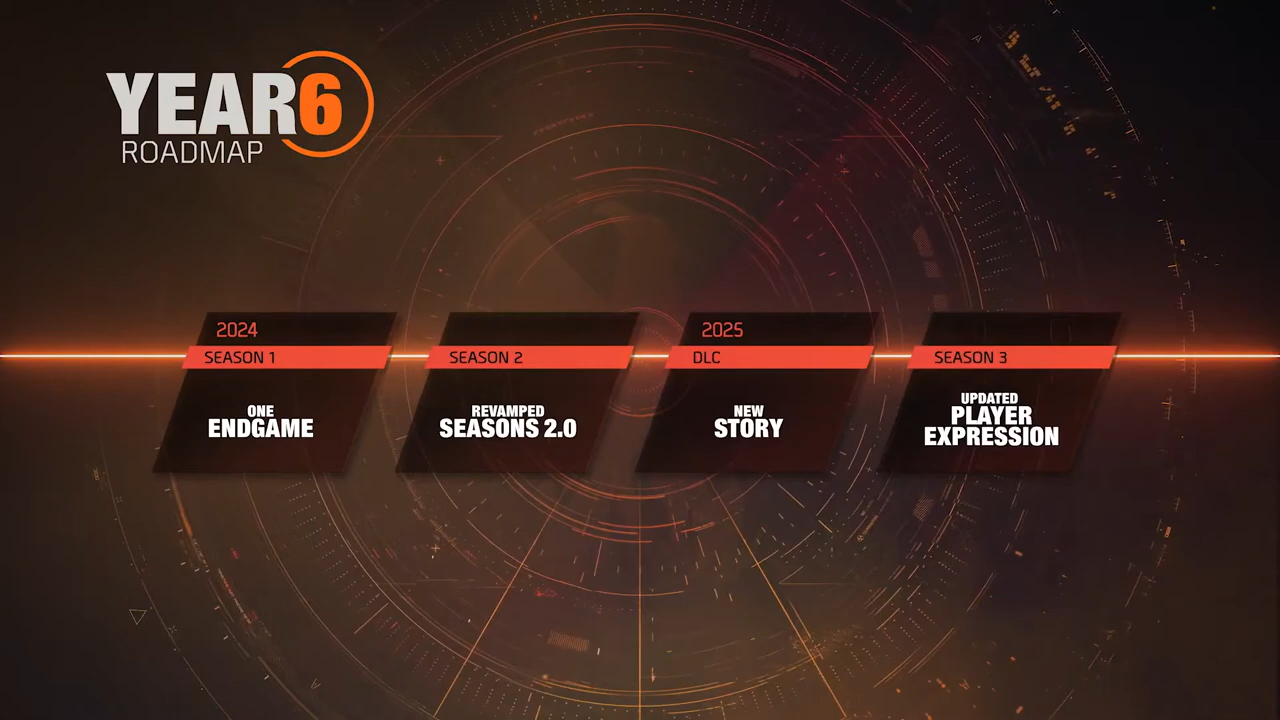 YEAR6
ROADMAP
2024
SEASON 1
ONE
ENDGAME
SEASON 2
REVAMPED
SEASONS 2.0
2025
DLC
NEW
STORY
SEASON 3
UPDATED
PLAYER
EXPRESSION